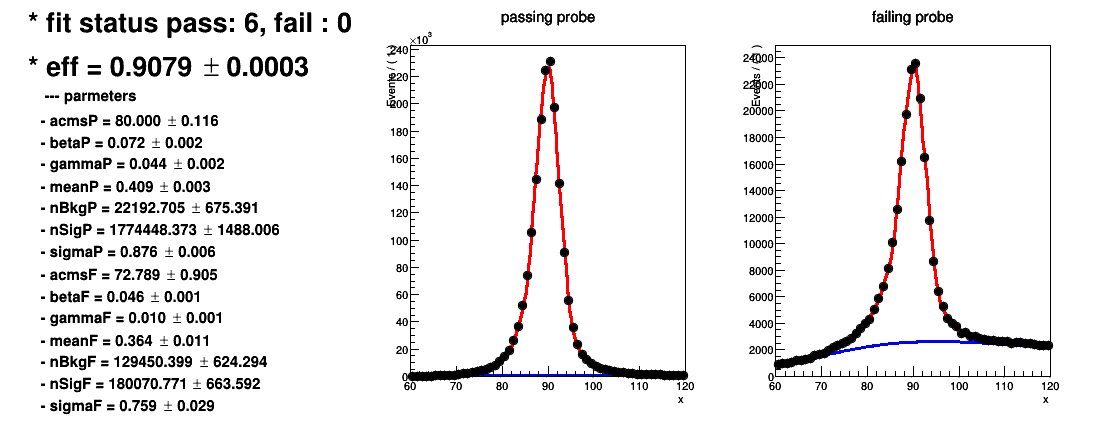 * fit status pass: 6, fail : 0
* eff = 0.9079 ± 0.0003
--- parmeters
- acmsP = 80.000 ± 0.116
- betaP = 0.072 ± 0.002
- gammaP = 0.044 ± 0.002
- meanP = 0.409 ± 0.003
- nBkgP = 22192.705 ± 675.391
- nSigP = 1774448.373 ± 1488.006
- sigmaP = 0.876 ± 0.006
- acmsF = 72.789 ± 0.905
- betaF = 0.046 ± 0.001
- gammaF = 0.010 ± 0.001
- meanF = 0.364 ± 0.011
- nBkgF = 129450.399 ± 624.294
- nSigF = 180070.771 ± 663.592
- sigmaF = 0.759 ± 0.029
passing probe
×10³
Events / ( 1 )
240
220
200
180
160
140
120
100
80
60
40
20
0
60 70 80 90 100 110 120
x
failing probe
Events / ( 1 )
24000
22000
20000
18000
16000
14000
12000
10000
8000
6000
4000
2000
0
60 70 80 90 100 110 120
x